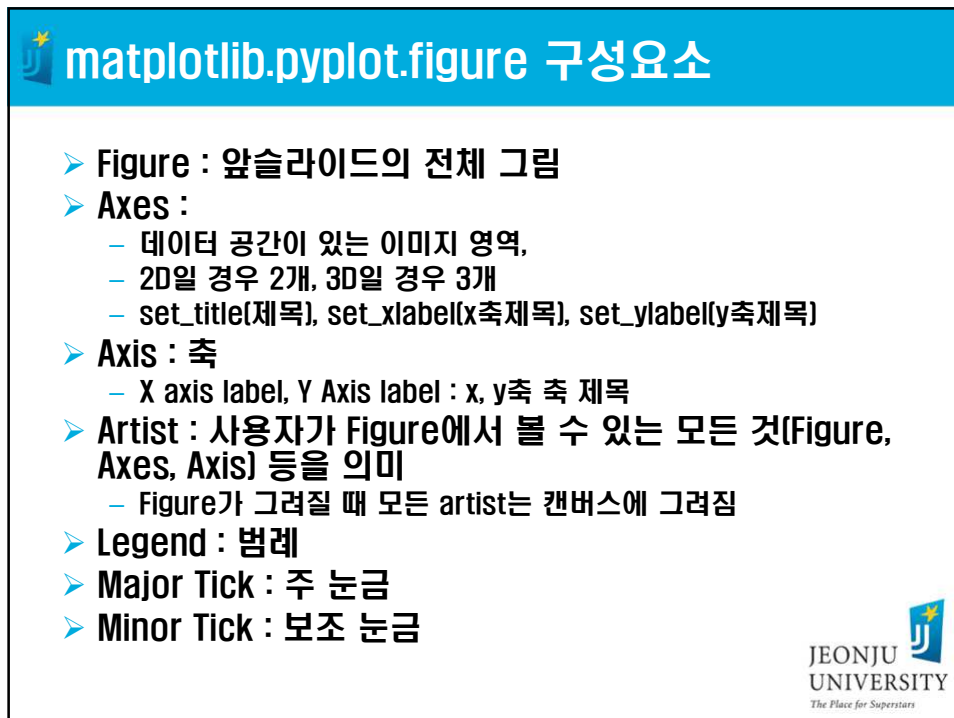 matplotlib.pyplot.figure 구성요소
➢ Figure : 앞슬라이드의 전체 그림
➢ Axes :
– 데이터 공간이 있는 이미지 영역,
– 2D일 경우 2개, 3D일 경우 3개
– set_title(제목), set_xlabel(x축제목), set_ylabel(y축제목)
➢ Axis : 축
– X axis label, Y Axis label : x, y축 축 제목
➢ Artist : 사용자가 Figure에서 볼 수 있는 모든 것(Figure,
Axes, Axis) 등을 의미
– Figure가 그려질 때 모든 artist는 캔버스에 그려짐
➢ Legend : 범례
➢ Major Tick : 주 눈금
➢ Minor Tick : 보조 눈금
JEONJU
UNIVERSITY
The Place for Superstars